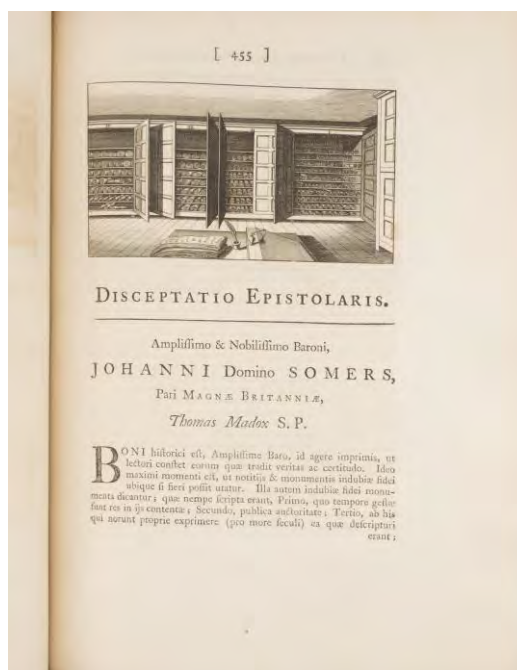 [ 455 ]
DISCEPTATIO EPISTOLARIS.
Ampliſſimo & Nobiliſſimo Baroni,
JOHANNI Domino SOMERS,
Pari MAGNÆ BRITANNIÆ,
Thomas Madox S. P.
BONI hiſtorici eſt, Ampliſſime Baro, id agere imprimis, ut
lectori conſtet eorum quæ tradit veritas ac certitudo. Ideo
maximi momenti eſt, ut notitijs & monumentis indubiæ fidei
ubique ſi fieri poſſit utatur. Illa autem indubiæ fidei monu-
menta dicantur; quæ nempe ſcripta erant, Primo, quo tempore geſtæ
ſunt res in ijs contentæ; Secundo, publica auctoritate; Tertio, ab his
qui norunt proprie exprimere (pro more ſeculi) ea quæ deſcripturi
erant;